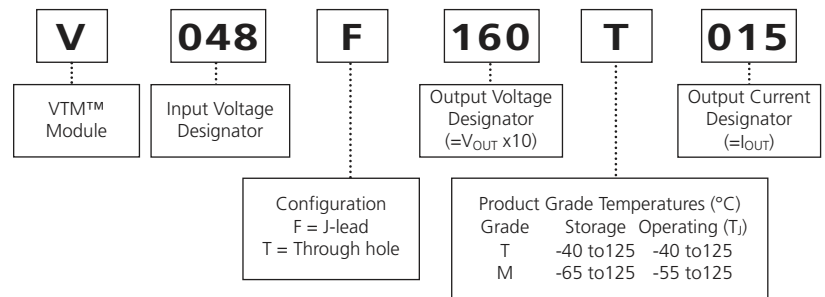 V 048 F 160 T 015
VTM™
Module
Input Voltage
Designator
Output Voltage
Designator
(=VOUT x10)
Output Current
Designator
(=IOUT)
Configuration
F = J-lead
T = Through hole
Product Grade Temperatures (°C)
Grade Storage Operating (TJ)
T -40 to125 -40 to125
M -65 to125 -55 to125